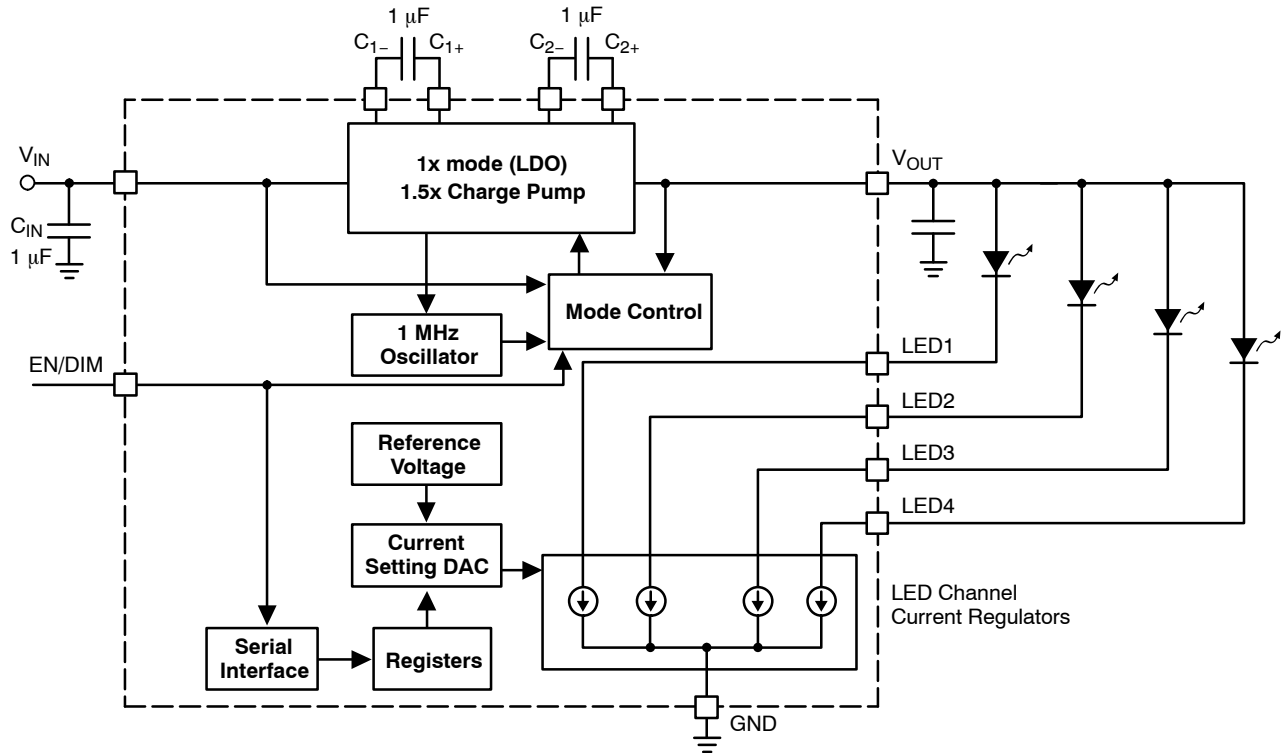 1 μF
1 μF
C1−
C1+
C2−
C2+
VIN
1x mode (LDO)
1.5x Charge Pump
VOUT
CIN
1 μF
Mode Control
1 MHz
Oscillator
LED1
EN/DIM
LED2
Reference
Voltage
LED3
LED4
Current
Setting DAC
LED Channel
Current Regulators
Serial
Interface
Registers
GND